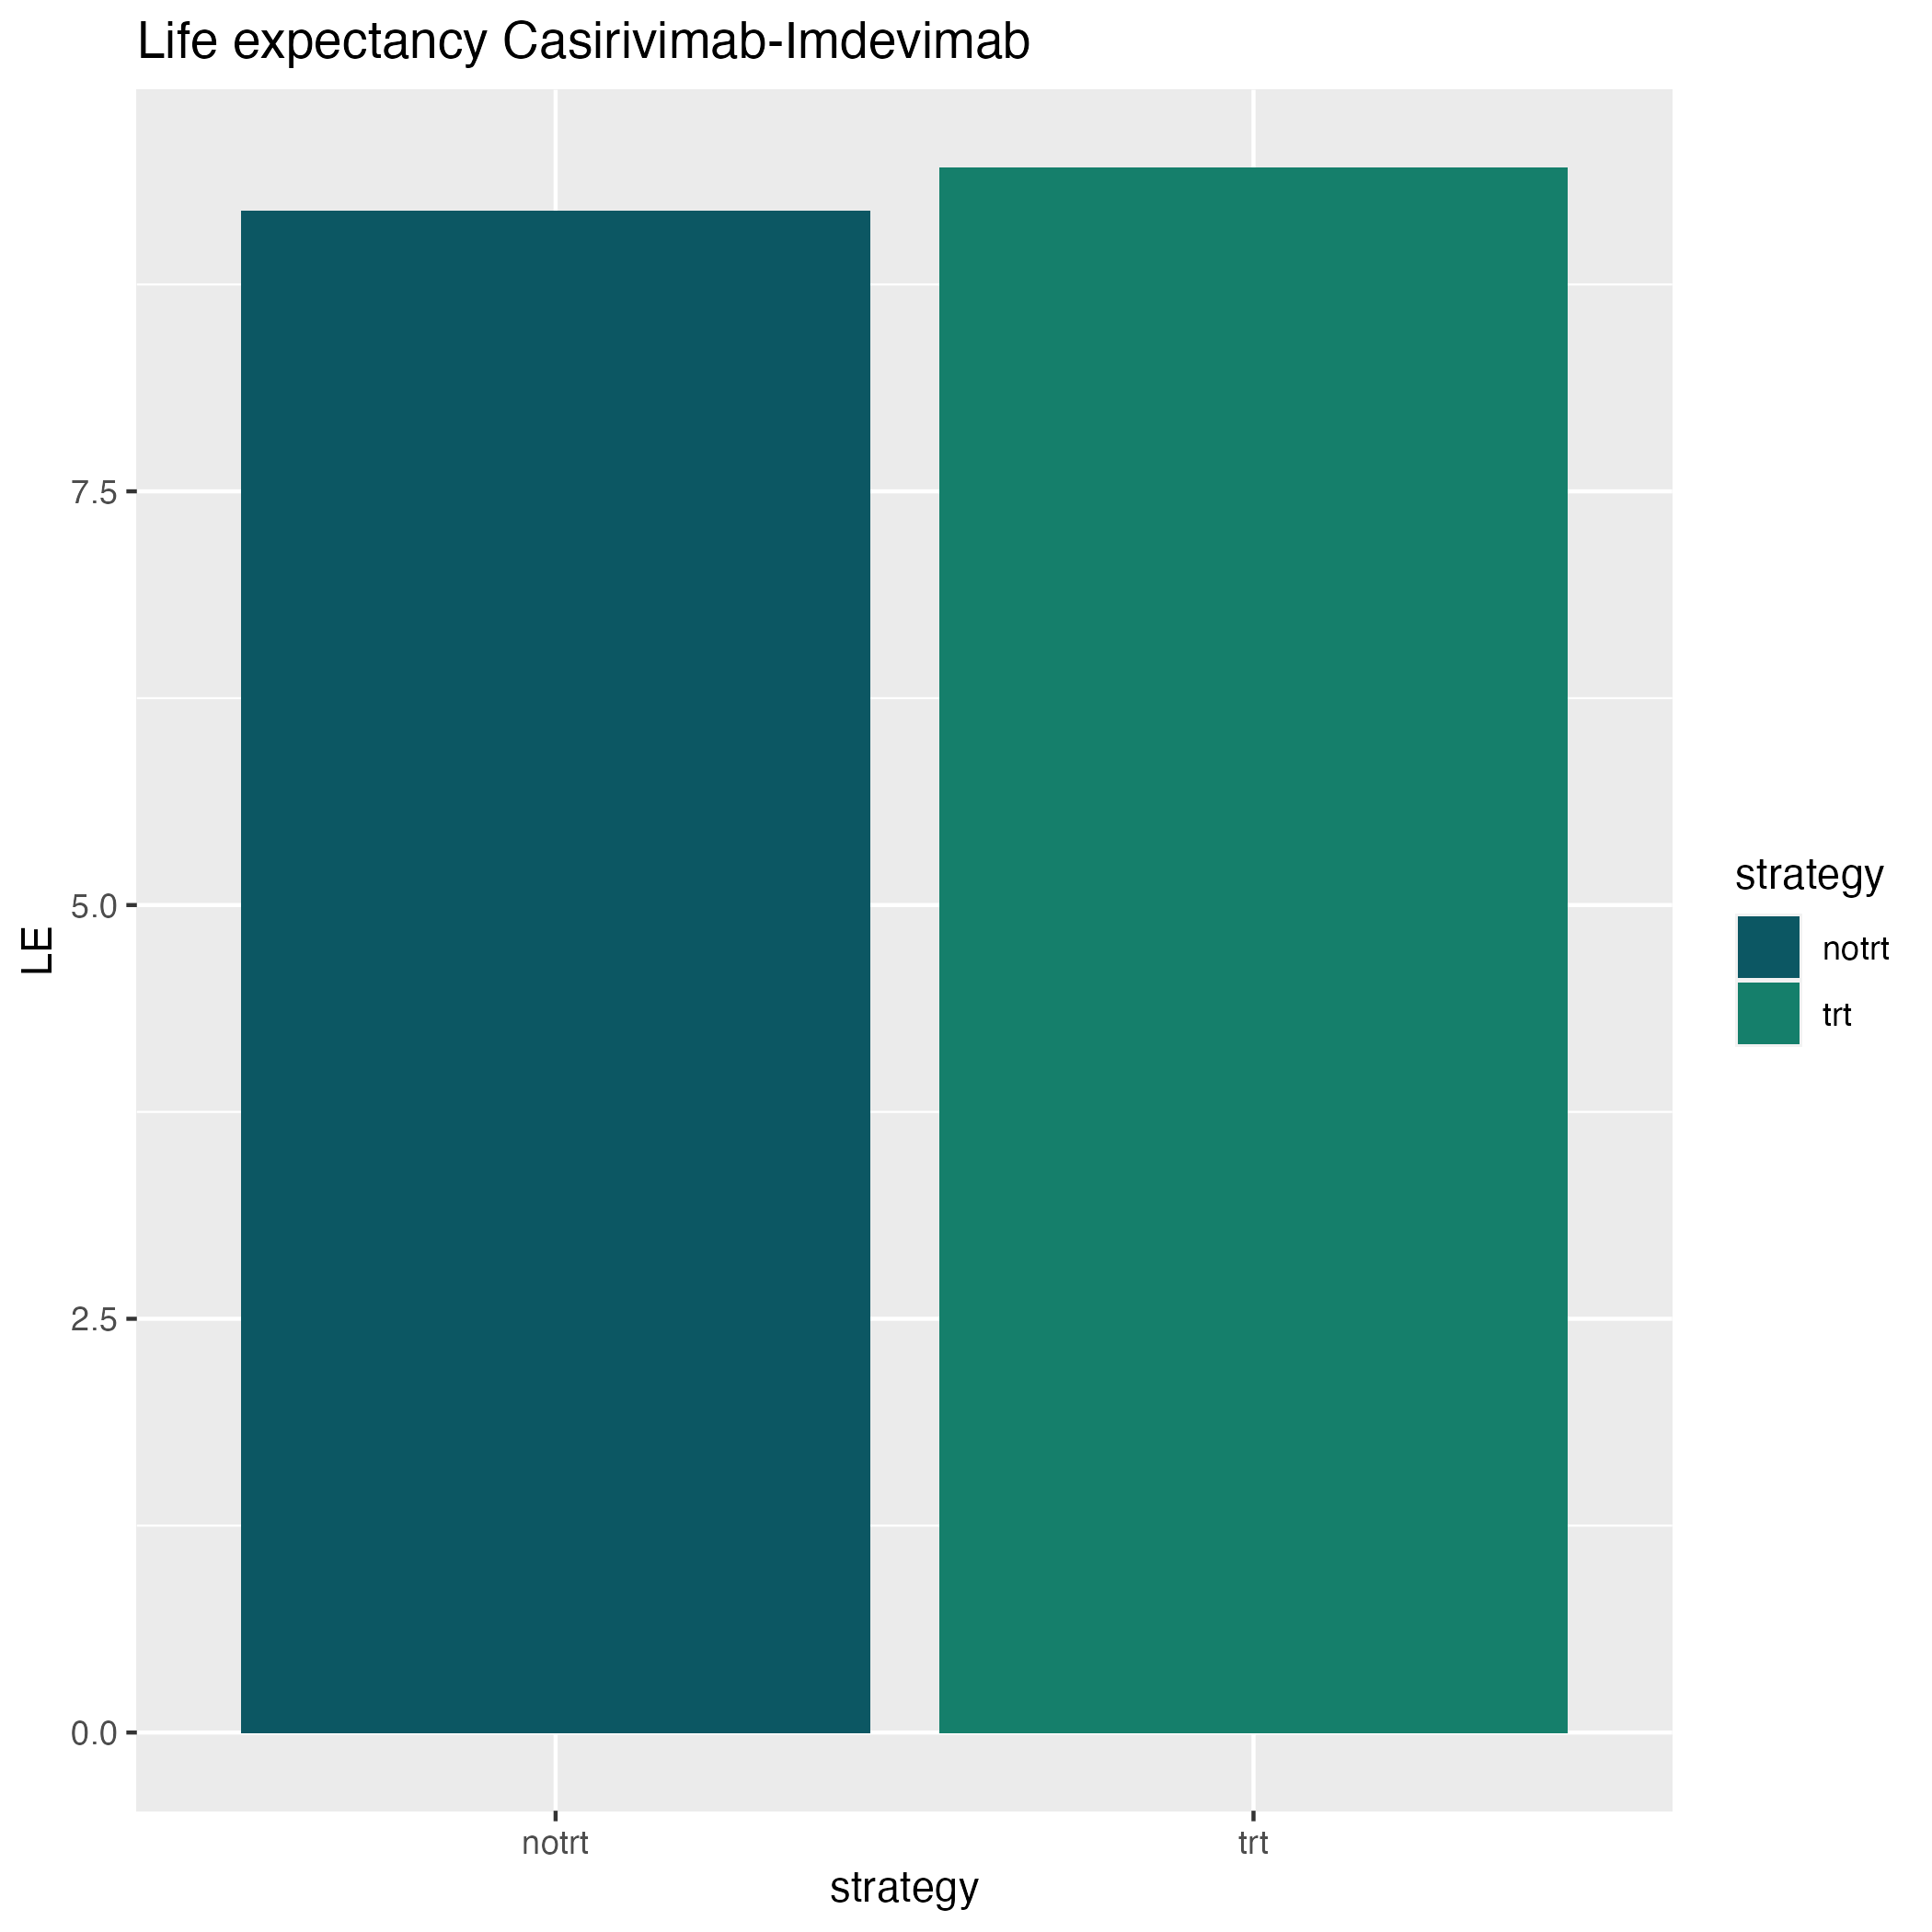 Life expectancy Casirivimab-Imdevimab
LE
7.5
5.0
2.5
0.0
notrt
trt
strategy
strategy
notrt
trt